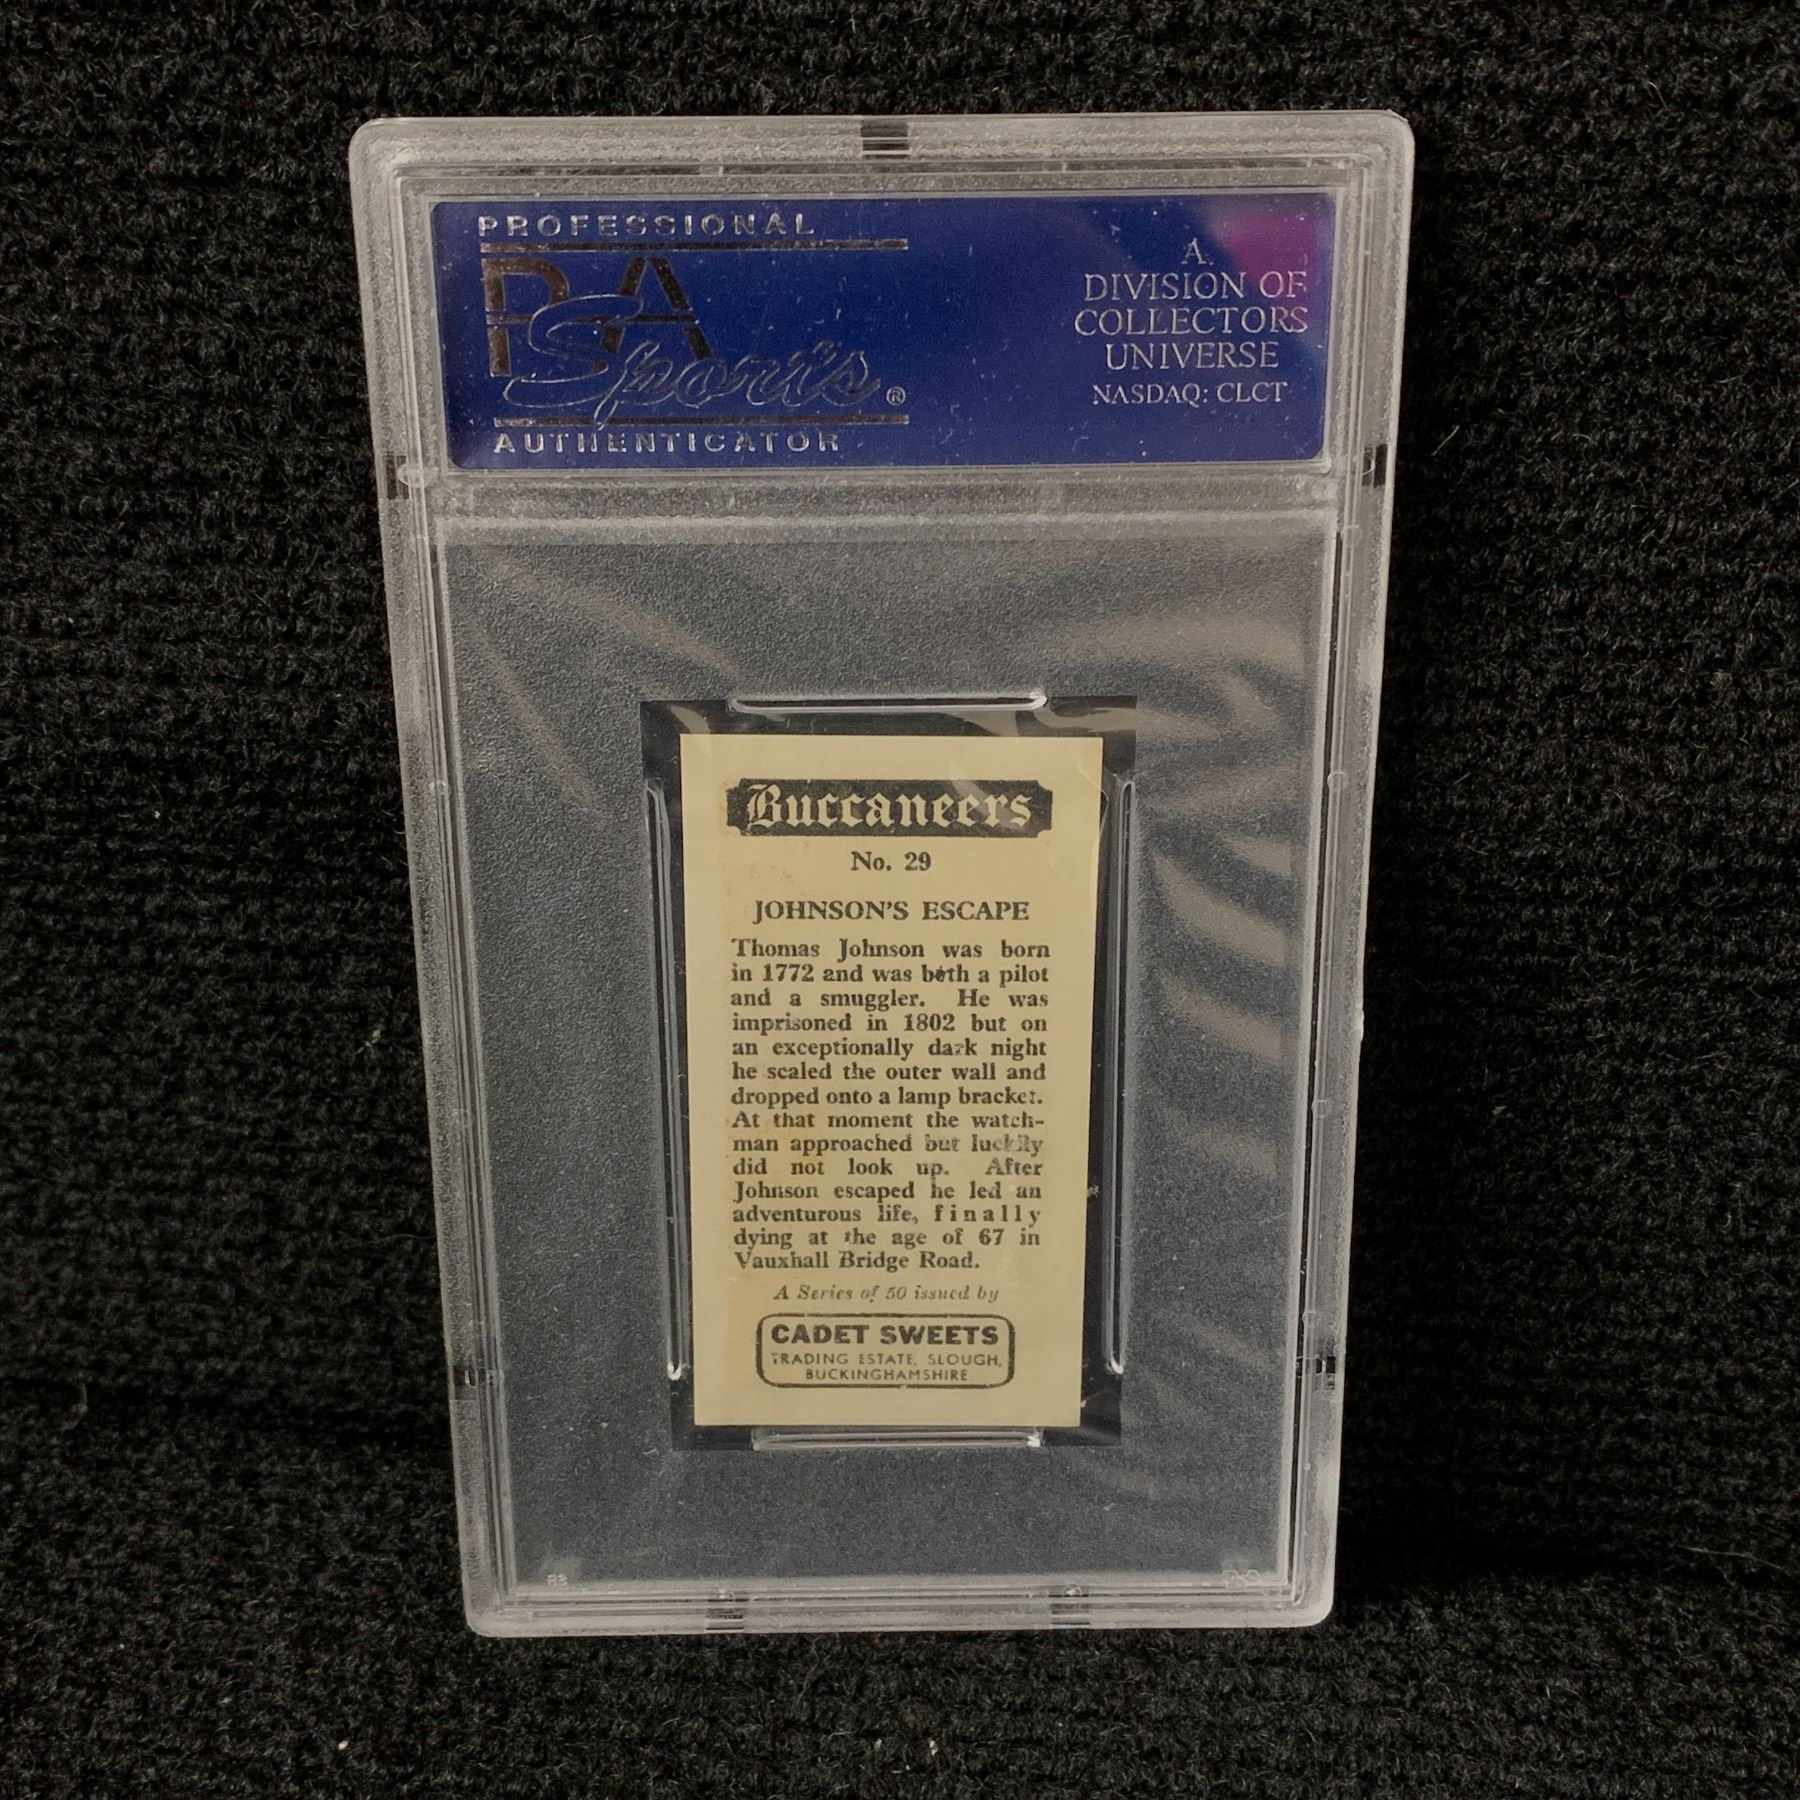 PROFESSIONAL
PSA
Sports®
AUTHENTICATOR
A
DIVISION OF
COLLECTORS
UNIVERSE
NASDAQ: CLCT
Buccaneers
No. 29
JOHNSON'S ESCAPE
Thomas Johnson was born
in 1772 and was both a pilot
and a smuggler. He was
imprisoned in 1802 but on
an exceptionally dark night
he scaled the outer wall and
dropped onto a lamp bracket.
At that moment the watch-
man approached but luckily
did not look up. After
Johnson escaped he led an
adventurous life, finally
dying at the age of 67 in
Vauxhall Bridge Road.
A Series of 50 issued by
CADET SWEETS
TRADING ESTATE, SLOUGH,
BUCKINGHAMSHIRE